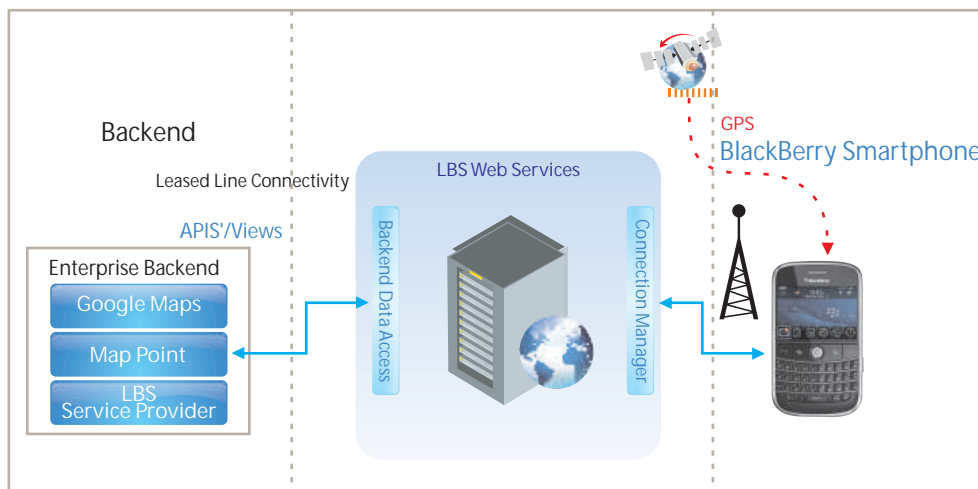 Backend
Leased Line Connectivity
APIS'/Views
Enterprise Backend
Google Maps
Map Point
LBS
Service Provider
LBS Web Services
Backend Data Access
Connection Manager
GPS
BlackBerry Smartphone